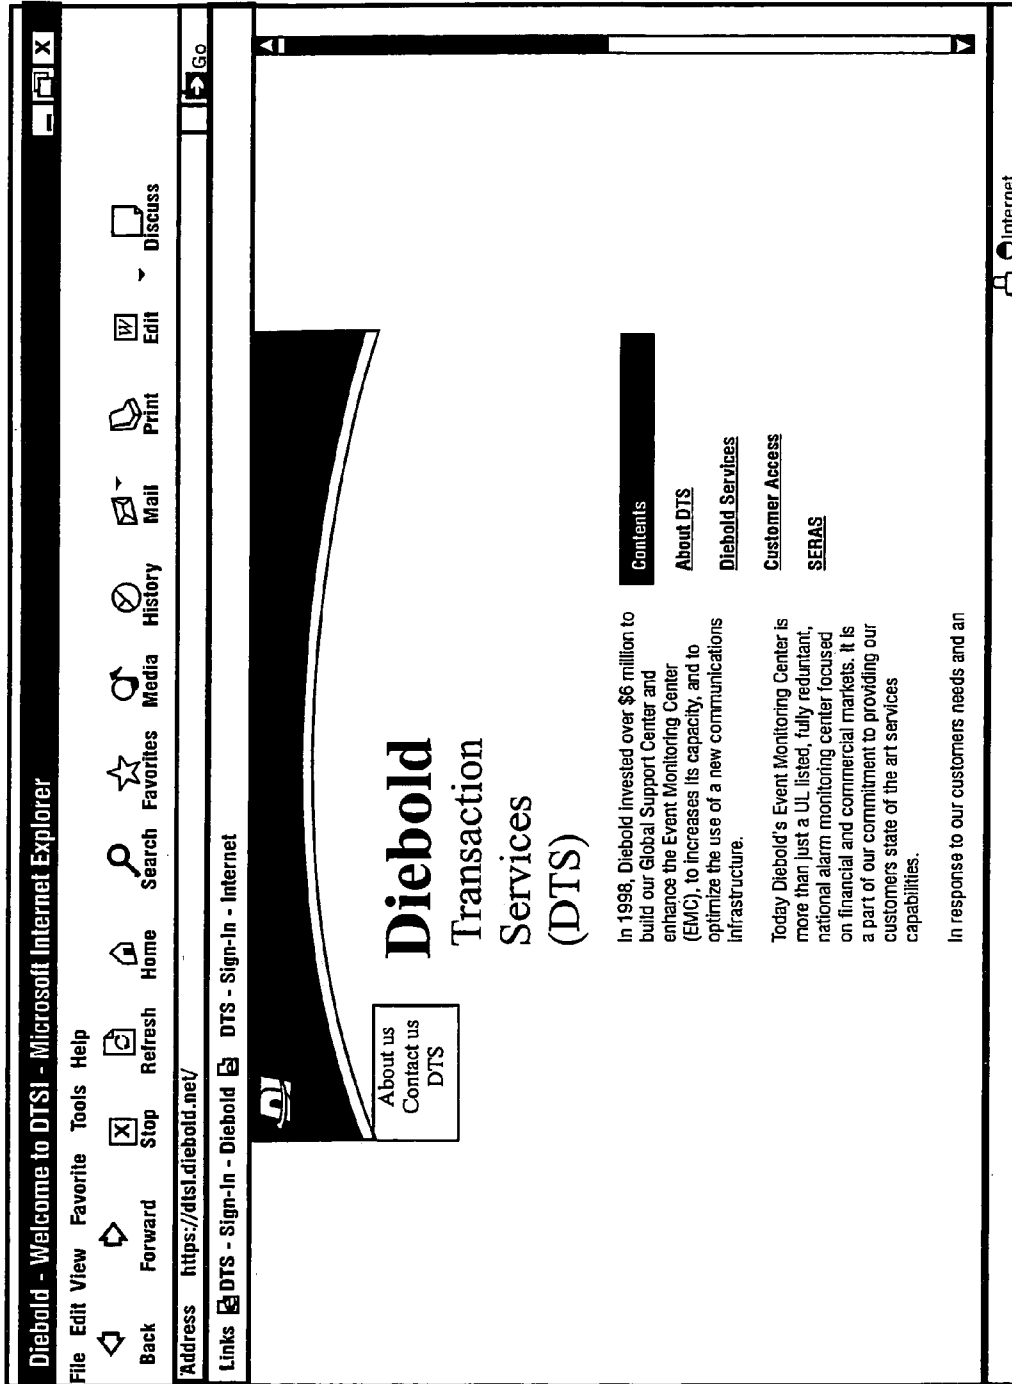 Diebold - Welcome to DTSI - Microsoft Internet Explorer
File Edit View Favorite Tools Help
Back Forward Stop Refresh Home Search Favorites Media History Mail Print Edit Discuss
Address https://dtsl.diebold.net/ Go
Links DTS - Sign-In - Diebold DTS - Sign-In - Internet
About us
Contact us
DTS
Diebold
Transaction
Services
(DTS)
In 1998, Diebold invested over $6 million to
build our Global Support Center and
enhance the Event Monitoring Center
(EMC), to increases its capacity, and to
optimize the use of a new communications
infrastructure.
Today Diebold's Event Monitoring Center is
more than just a UL listed, fully reduntant,
national alarm monitoring center focused
on financial and commercial markets. It is
a part of our commitment to providing our
customers state of the art services
capabilities.
In response to our customers needs and an
Contents
About DTS
Diebold Services
Customer Access
SERAS
Internet